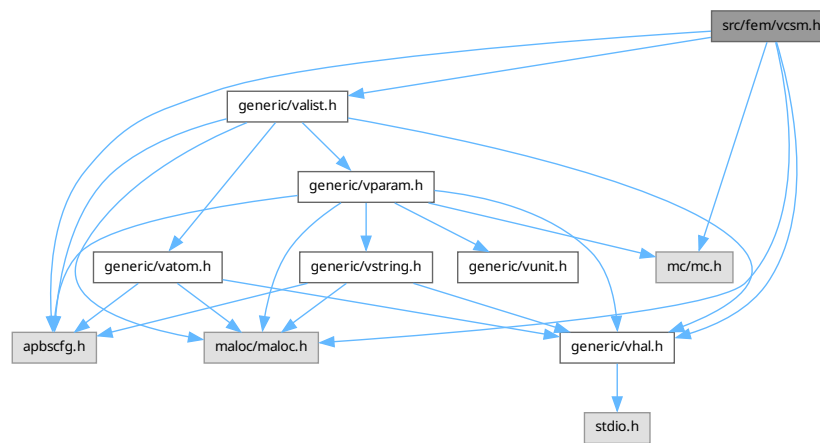 src/fem/vcsm.h
generic/valist.h
generic/vparam.h
generic/vatom.h
generic/vstring.h
generic/vunit.h
mc/mc.h
apbscfg.h
maloc/maloc.h
generic/vhal.h
stdio.h